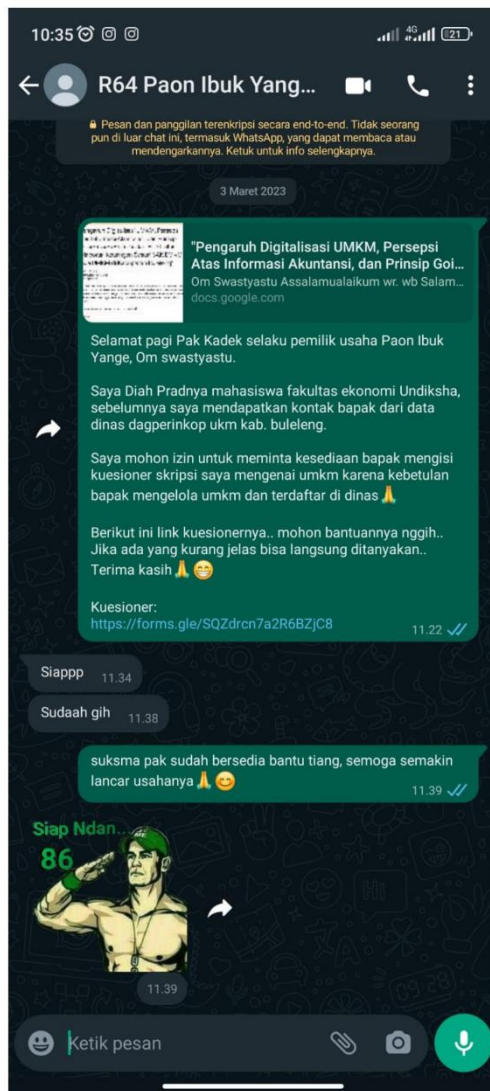 10:35
4G
21
R64 Paon Ibuk Yang...
Pesan dan panggilan terenkripsi secara end-to-end. Tidak seorang
pun di luar chat ini, termasuk WhatsApp, yang dapat membaca atau
mendengarkannya. Ketuk untuk info selengkapnya.
3 Maret 2023
"Pengaruh Digitalisasi UMKM, Persepsi
Atas Informasi Akuntansi, dan Prinsip Goi...
Om Swastyastu Assalamualaikum wr. wb Salam...
docs.google.com
Selamat pagi Pak Kadek selaku pemilik usaha Paon Ibuk
Yange, Om swastyastu.
Saya Diah Pradnya mahasiswa fakultas ekonomi Undiksha,
sebelumnya saya mendapatkan kontak bapak dari data
dinas dagperinkop ukm kab. buleleng.
Saya mohon izin untuk meminta kesediaan bapak mengisi
kuesioner skripsi saya mengenai umkm karena kebetulan
bapak mengelola umkm dan terdaftar di dinas🙏
Berikut ini link kuesionernya.. mohon bantuannya nggih..
Jika ada yang kurang jelas bisa langsung ditanyakan..
Terima kasih🙏😁
Kuesioner:
https://forms.gle/SQZdrcn7a2R6BZjC8
11.22
Siappp 11.34
Sudaah gih 11.38
suksma pak sudah bersedia bantu tiang, semoga semakin
lancar usahanya🙏😊
11.39
Siap Ndan...
86
11.39
Ketik pesan